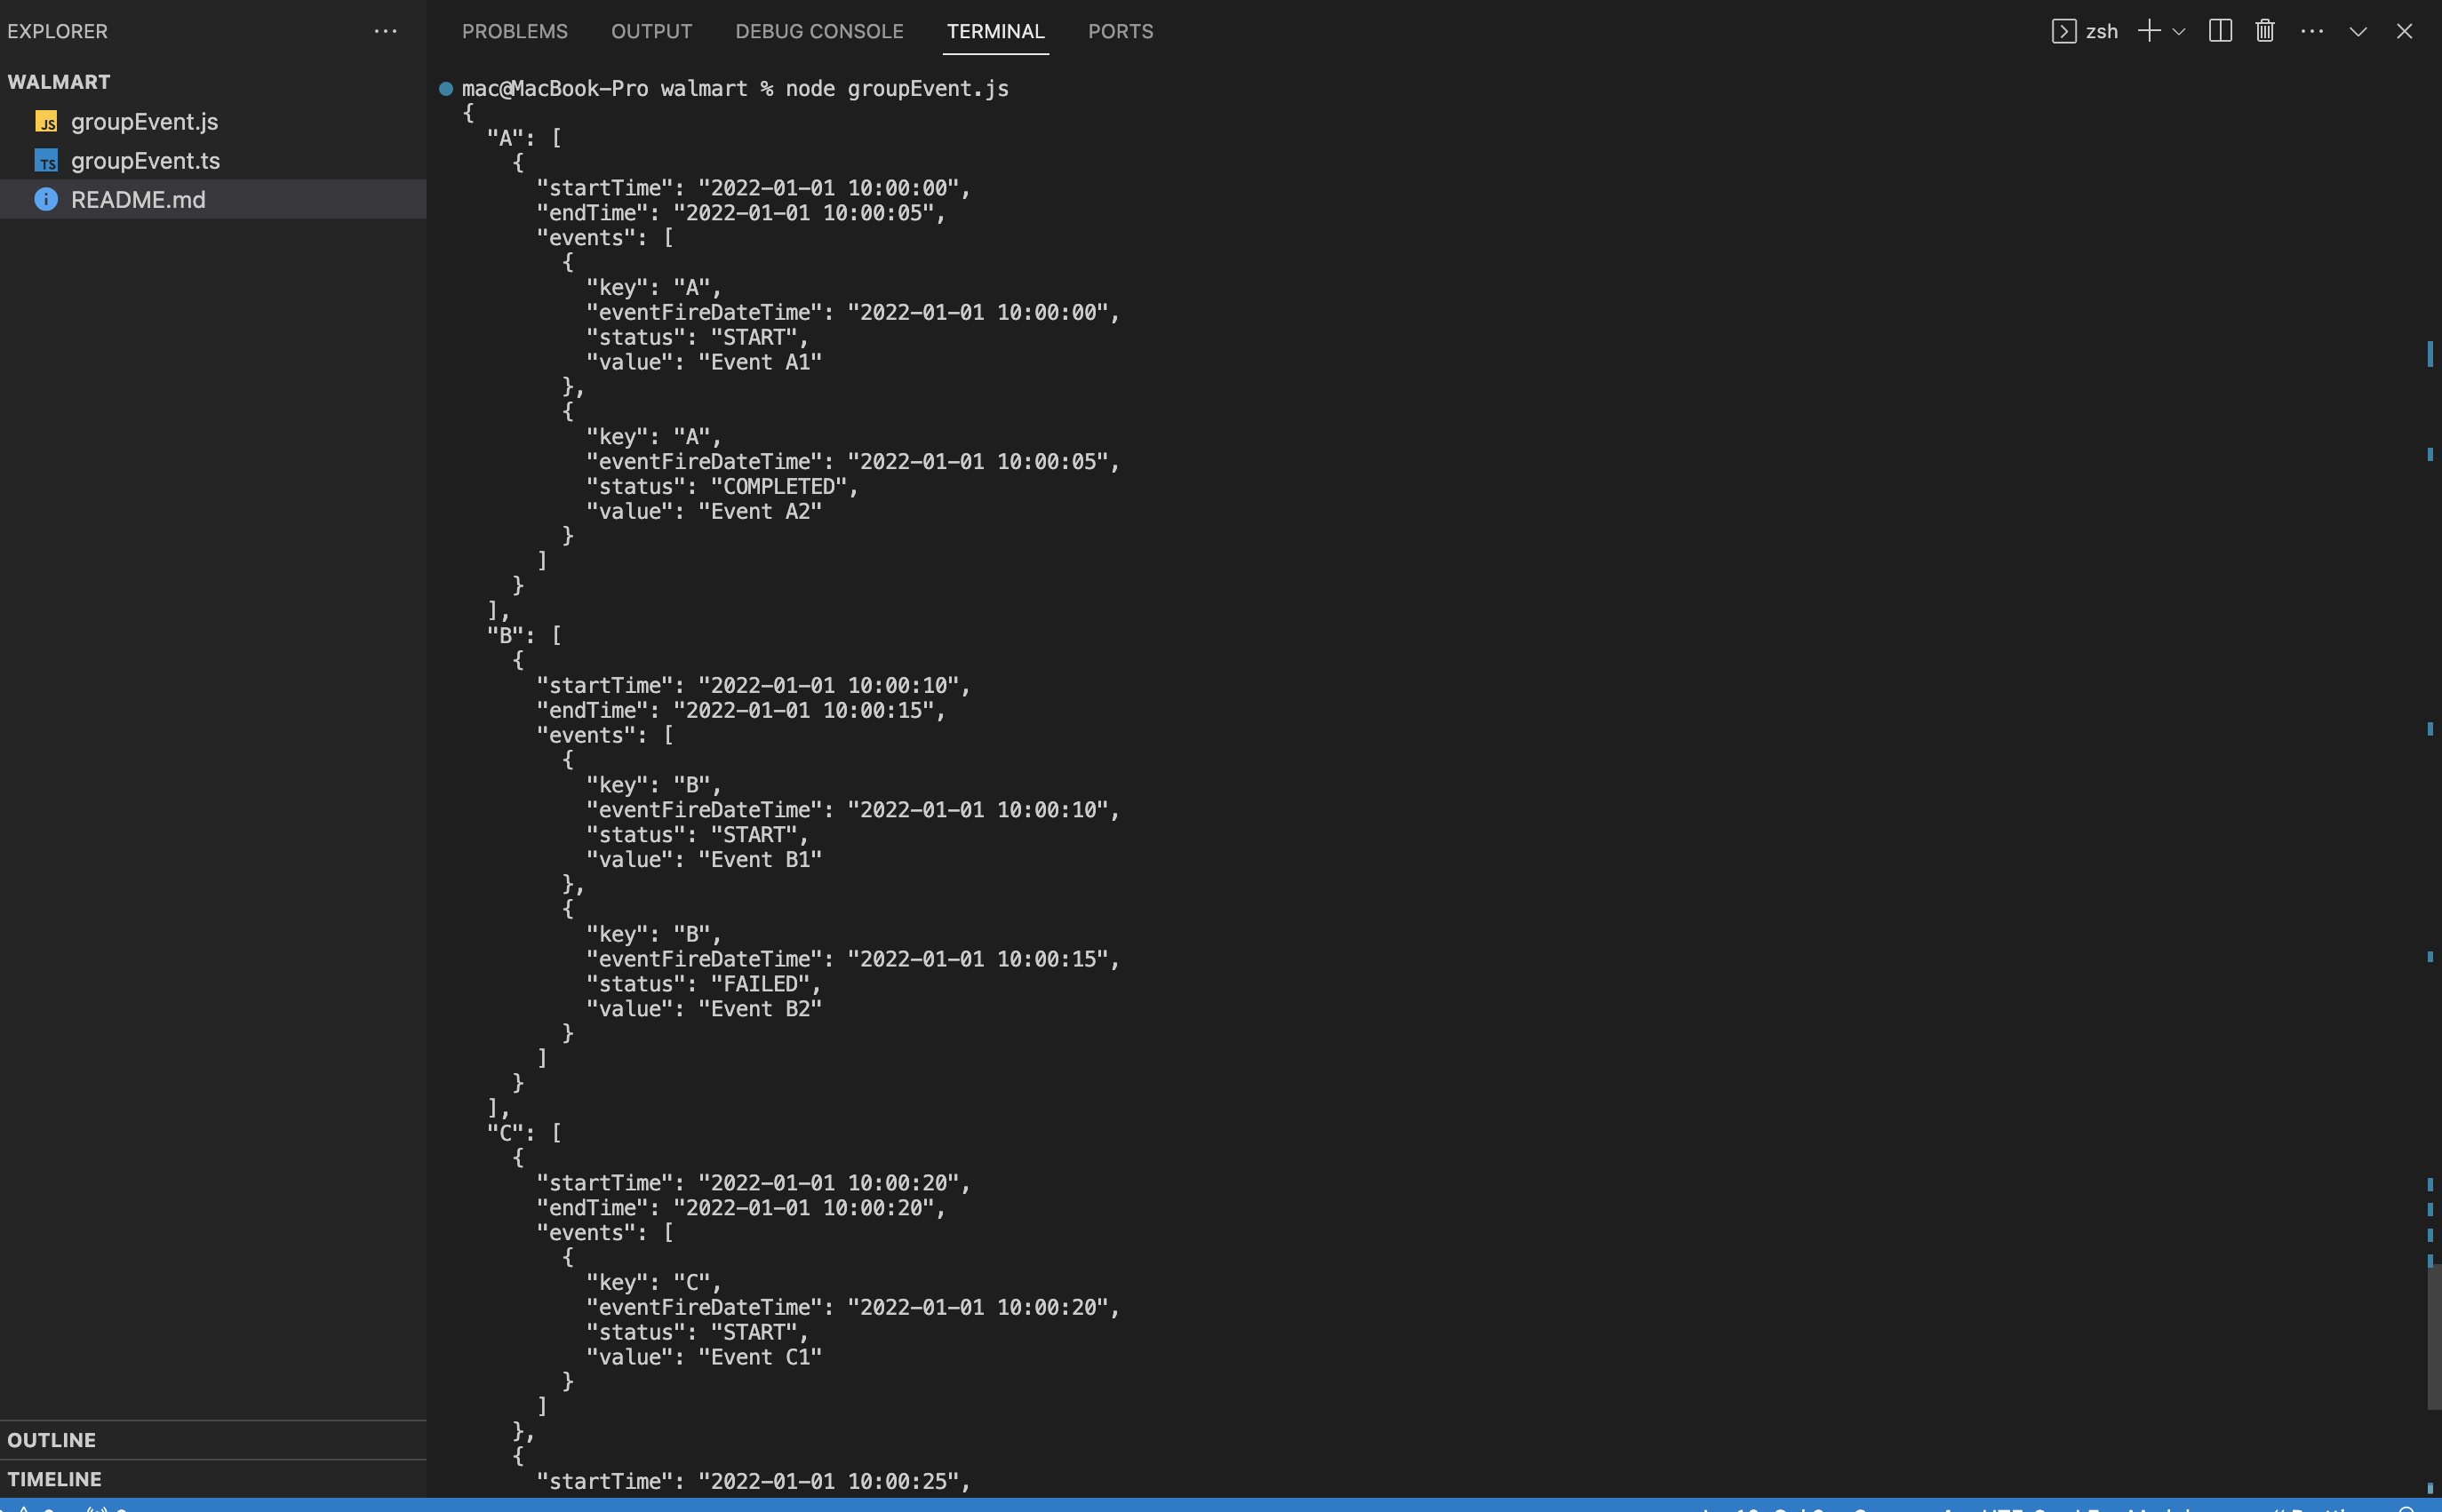 EXPLORER
WALMART
JS groupEvent.js
TS groupEvent.ts
README.md
OUTLINE
TIMELINE
PROBLEMS OUTPUT DEBUG CONSOLE TERMINAL PORTS
zsh
mac@MacBook-Pro walmart % node groupEvent.js
{
"A": [
{
"startTime": "2022-01-01 10:00:00",
"endTime": "2022-01-01 10:00:05",
"events": [
{
"key": "A",
"eventFireDateTime": "2022-01-01 10:00:00",
"status": "START",
"value": "Event A1"
},
{
"key": "A",
"eventFireDateTime": "2022-01-01 10:00:05",
"status": "COMPLETED",
"value": "Event A2"
}
]
}
],
"B": [
{
"startTime": "2022-01-01 10:00:10",
"endTime": "2022-01-01 10:00:15",
"events": [
{
"key": "B",
"eventFireDateTime": "2022-01-01 10:00:10",
"status": "START",
"value": "Event B1"
},
{
"key": "B",
"eventFireDateTime": "2022-01-01 10:00:15",
"status": "FAILED",
"value": "Event B2"
}
]
}
],
"C": [
{
"startTime": "2022-01-01 10:00:20",
"endTime": "2022-01-01 10:00:20",
"events": [
{
"key": "C",
"eventFireDateTime": "2022-01-01 10:00:20",
"status": "START",
"value": "Event C1"
}
]
},
{
"startTime": "2022-01-01 10:00:25",